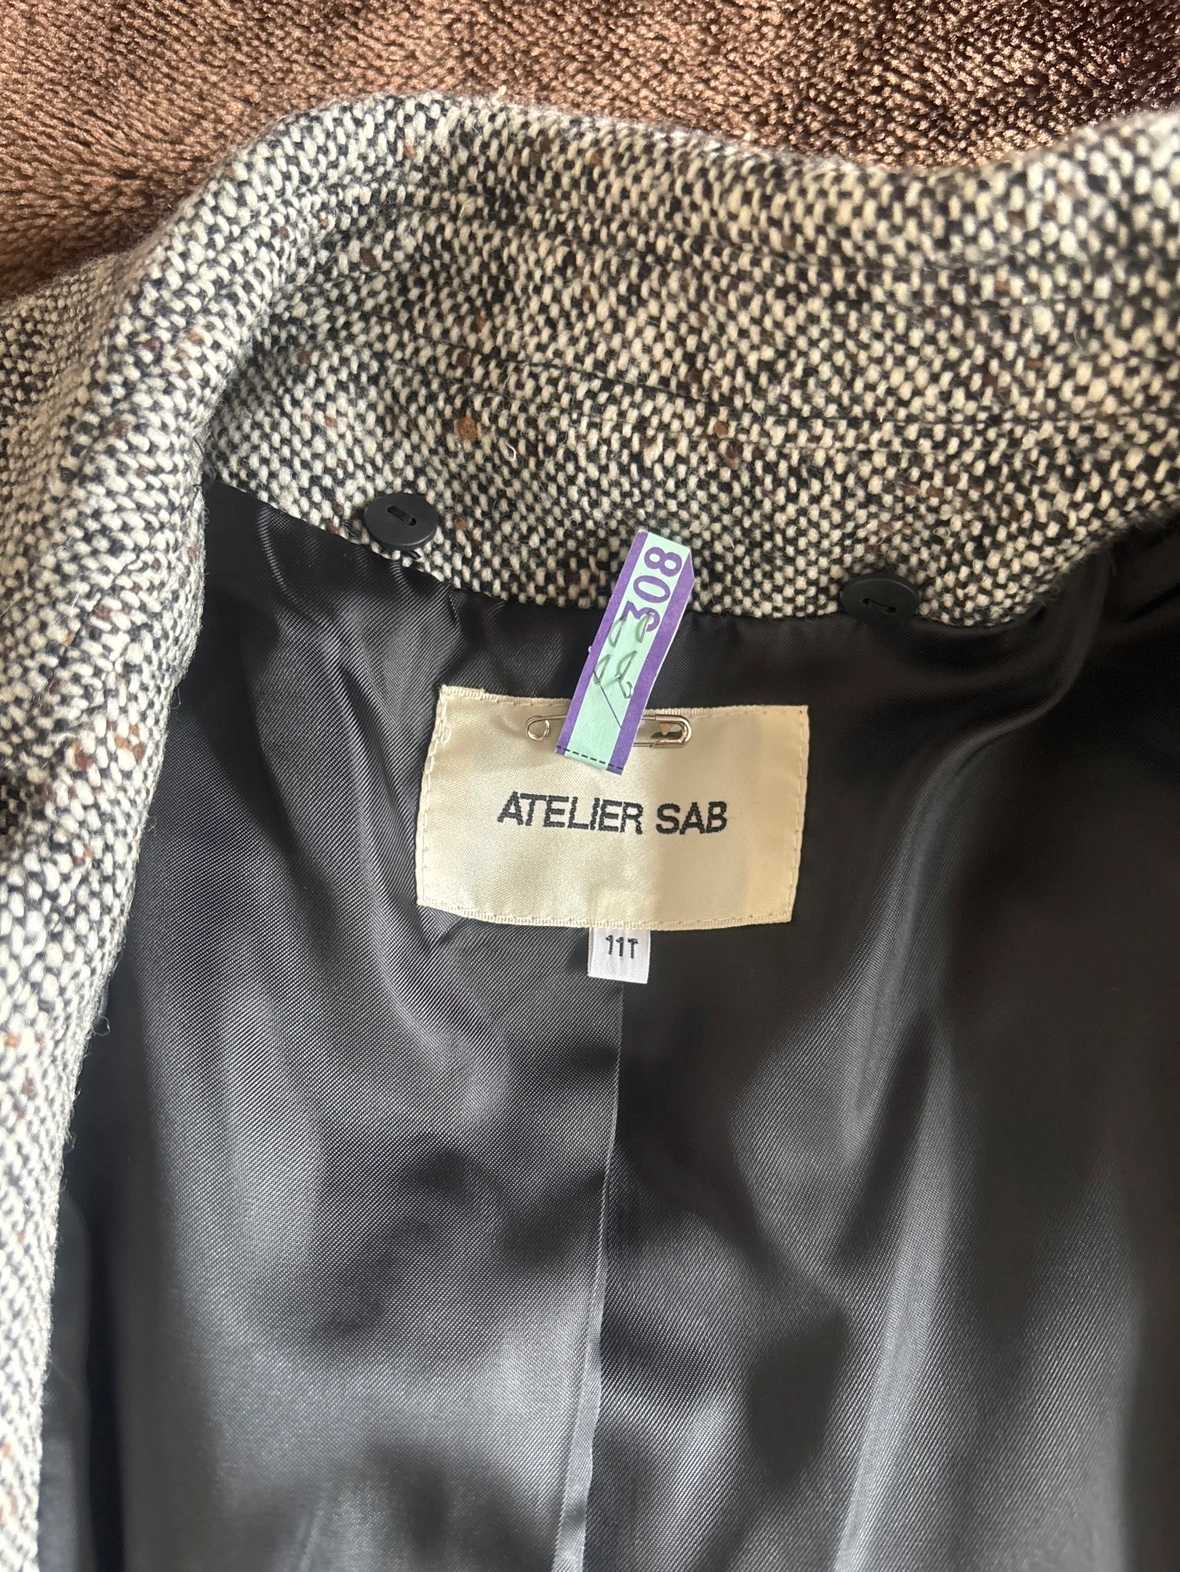 308
ATELIER SAB
11T